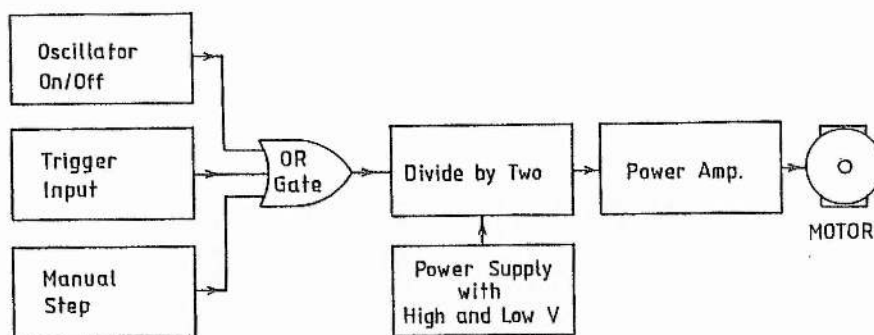 Oscillator
On/Off
Trigger
Input
Manual
Step
OR
Gate
Divide by Two
Power Supply
with
High and Low V
Power Amp.
MOTOR